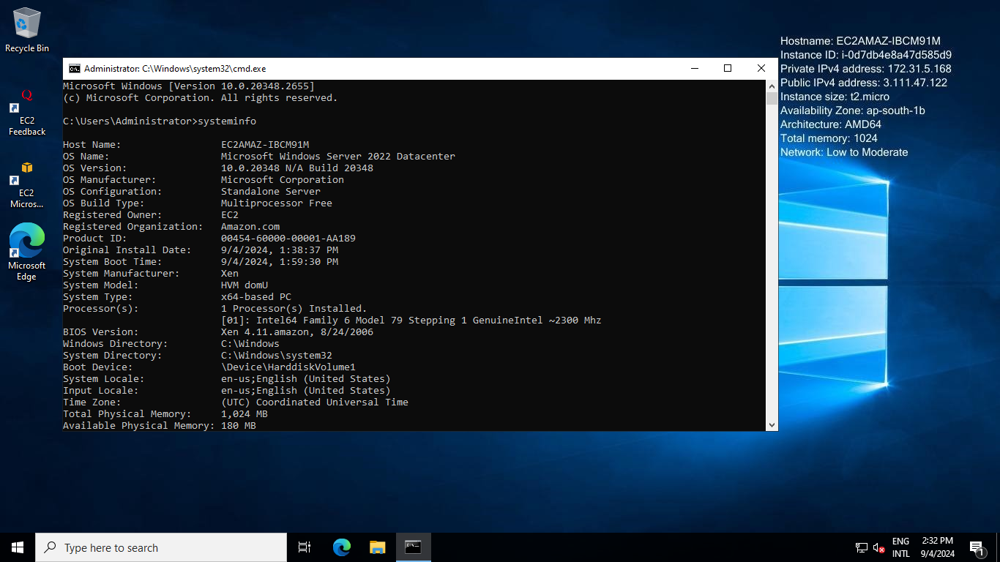 Recycle Bin
EC2
Feedback
EC2
Micros...
Microsoft
Edge
Administrator: C:\Windows\system32\cmd.exe
Microsoft Windows [Version 10.0.20348.2655]
(c) Microsoft Corporation. All rights reserved.
C:\Users\Administrator>systeminfo
Host Name: EC2AMAZ-IBCM91M
OS Name: Microsoft Windows Server 2022 Datacenter
OS Version: 10.0.20348 N/A Build 20348
OS Manufacturer: Microsoft Corporation
OS Configuration: Standalone Server
OS Build Type: Multiprocessor Free
Registered Owner: EC2
Registered Organization: Amazon.com
Product ID: 00454-60000-00001-AA189
Original Install Date: 9/4/2024, 1:38:37 PM
System Boot Time: 9/4/2024, 1:59:30 PM
System Manufacturer: Xen
System Model: HVM domU
System Type: x64-based PC
Processor(s): 1 Processor(s) Installed.
[01]: Intel64 Family 6 Model 79 Stepping 1 GenuineIntel ~2300 Mhz
BIOS Version: Xen 4.11.amazon, 8/24/2006
Windows Directory: C:\Windows
System Directory: C:\Windows\system32
Boot Device: \Device\HarddiskVolume1
System Locale: en-us;English (United States)
Input Locale: en-us;English (United States)
Time Zone: (UTC) Coordinated Universal Time
Total Physical Memory: 1,024 MB
Available Physical Memory: 180 MB
Hostname: EC2AMAZ-IBCM91M
Instance ID: i-0d7db4e8a47d585d9
Private IPv4 address: 172.31.5.168
Public IPv4 address: 3.111.47.122
Instance size: t2.micro
Availability Zone: ap-south-1b
Architecture: AMD64
Total memory: 1024
Network: Low to Moderate
Type here to search
ENG
INTL
2:32 PM
9/4/2024
1